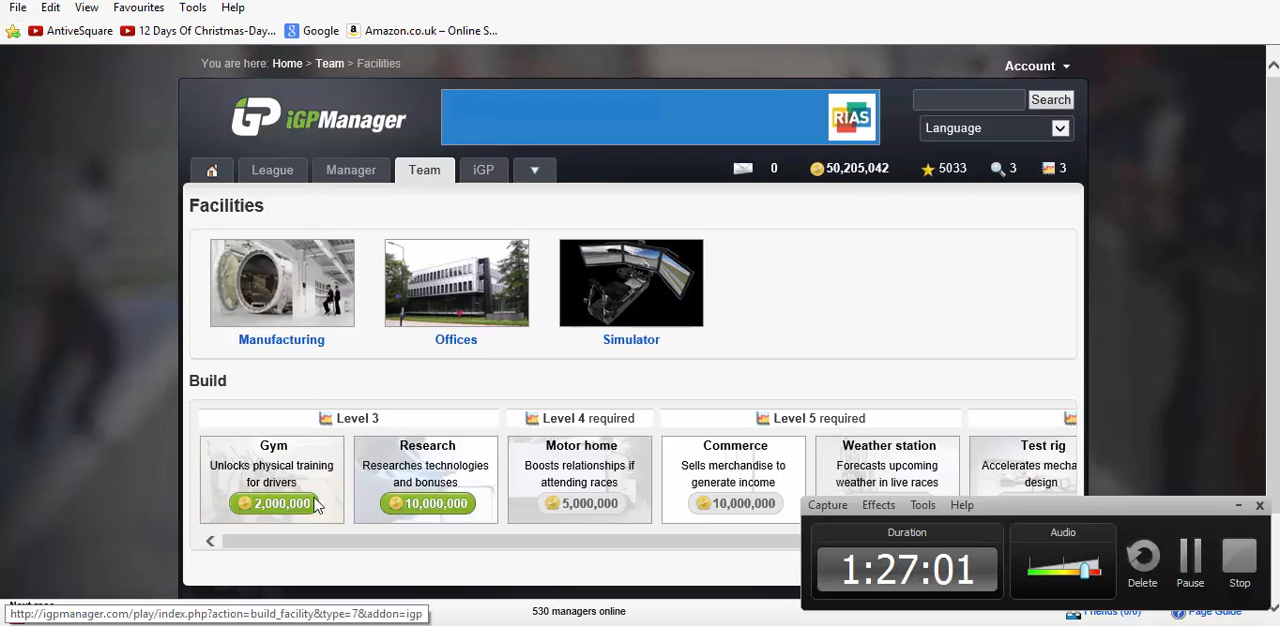 File Edit View Favourites Tools Help
AntiveSquare 12 Days Of Christmas-Day... Google Amazon.co.uk – Online S...
You are here: Home > Team > Facilities
Account
iGP iGPManager
RIAS
Search
Language
League Manager Team iGP
0 50,205,042 5033 3 3
Facilities
Manufacturing Offices Simulator
Build
Level 3 Level 4 required Level 5 required
Gym
Unlocks physical training
for drivers
2,000,000
Research
Researches technologies
and bonuses
10,000,000
Motor home
Boosts relationships if
attending races
5,000,000
Commerce
Sells merchandise to
generate income
10,000,000
Weather station
Forecasts upcoming
weather in live races
Test rig
Accelerates mecha
design
Capture Effects Tools Help
Duration
1:27:01
Audio
Delete Pause Stop
http://igpmanager.com/play/index.php?action=build_facility&type=7&addon=igp
530 managers online
Friends (0/0)
Page Guide